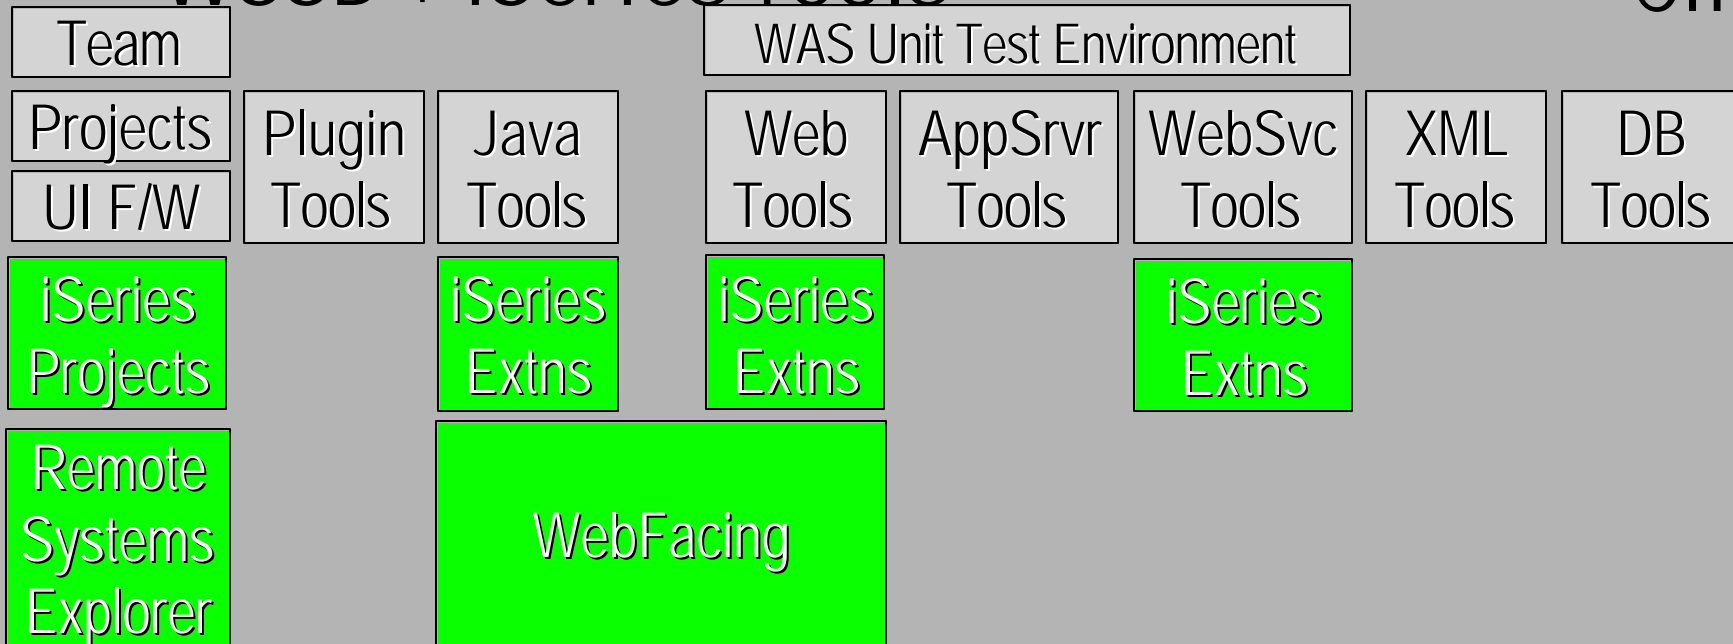 Team
WAS Unit Test Environment
Projects
UI F/W
Plugin
Tools
Java
Tools
Web
Tools
AppSrvr
Tools
WebSvc
Tools
XML
Tools
DB
Tools
iSeries
Projects
iSeries
Extns
iSeries
Extns
iSeries
Extns
Remote
Systems
Explorer
WebFacing